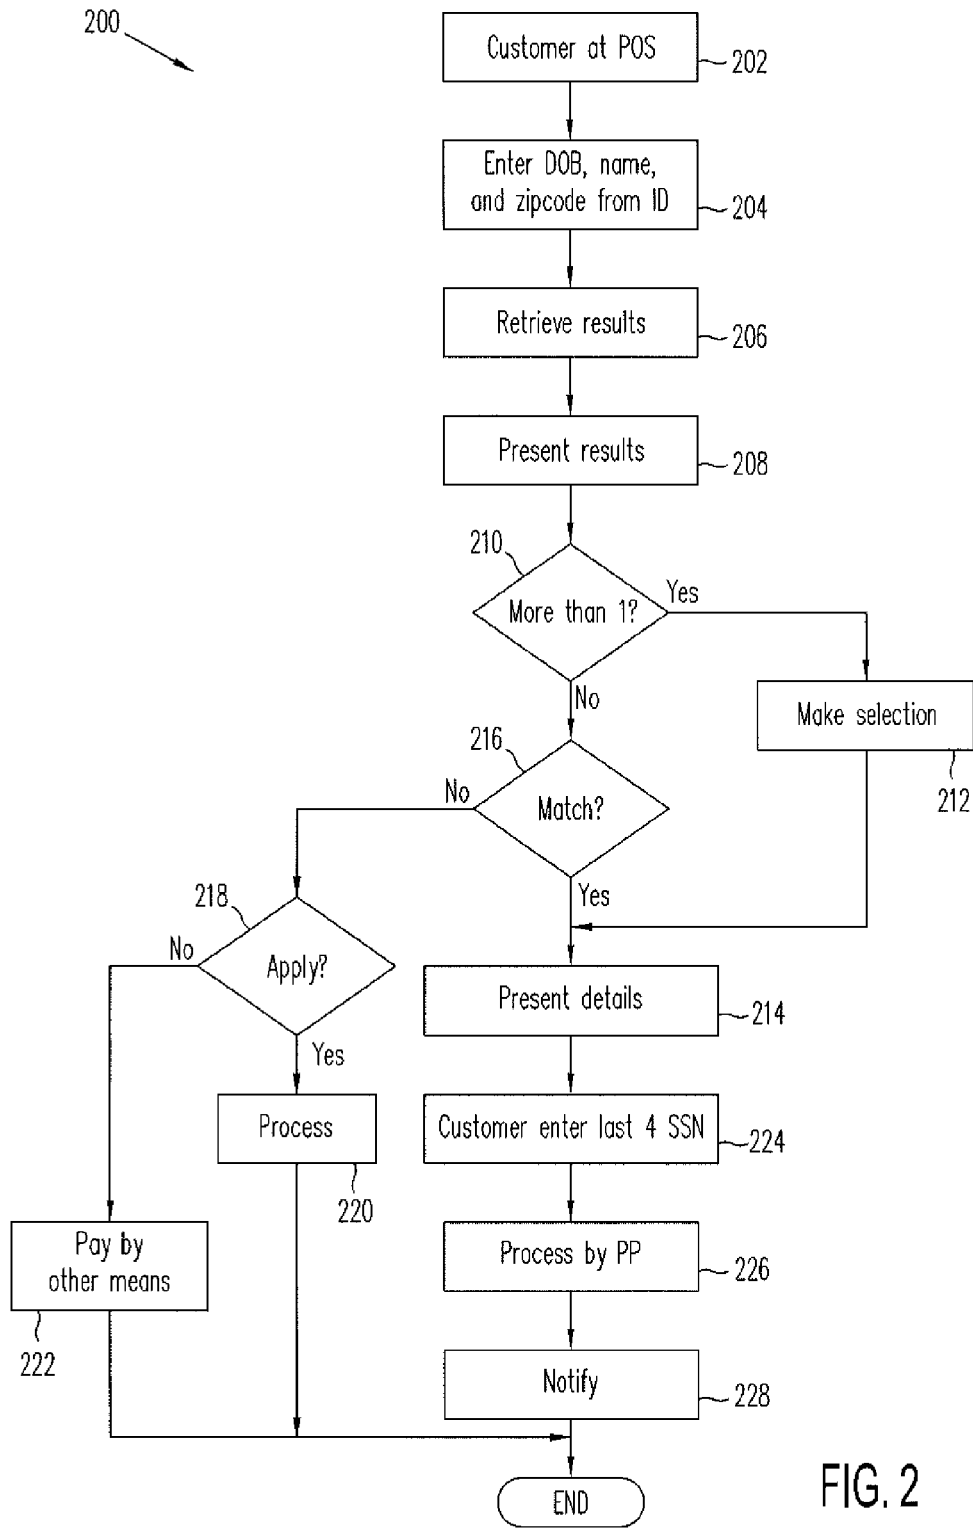 200
Customer at POS
202
Enter DOB, name,
and zipcode from ID
204
Retrieve results
206
Present results
208
210
More than 1?
Yes
No
Make selection
212
216
Match?
No
Yes
218
Apply?
No
Yes
Present details
214
Process
220
Customer enter last 4 SSN
224
Pay by
other means
222
Process by PP
226
Notify
228
END
FIG. 2